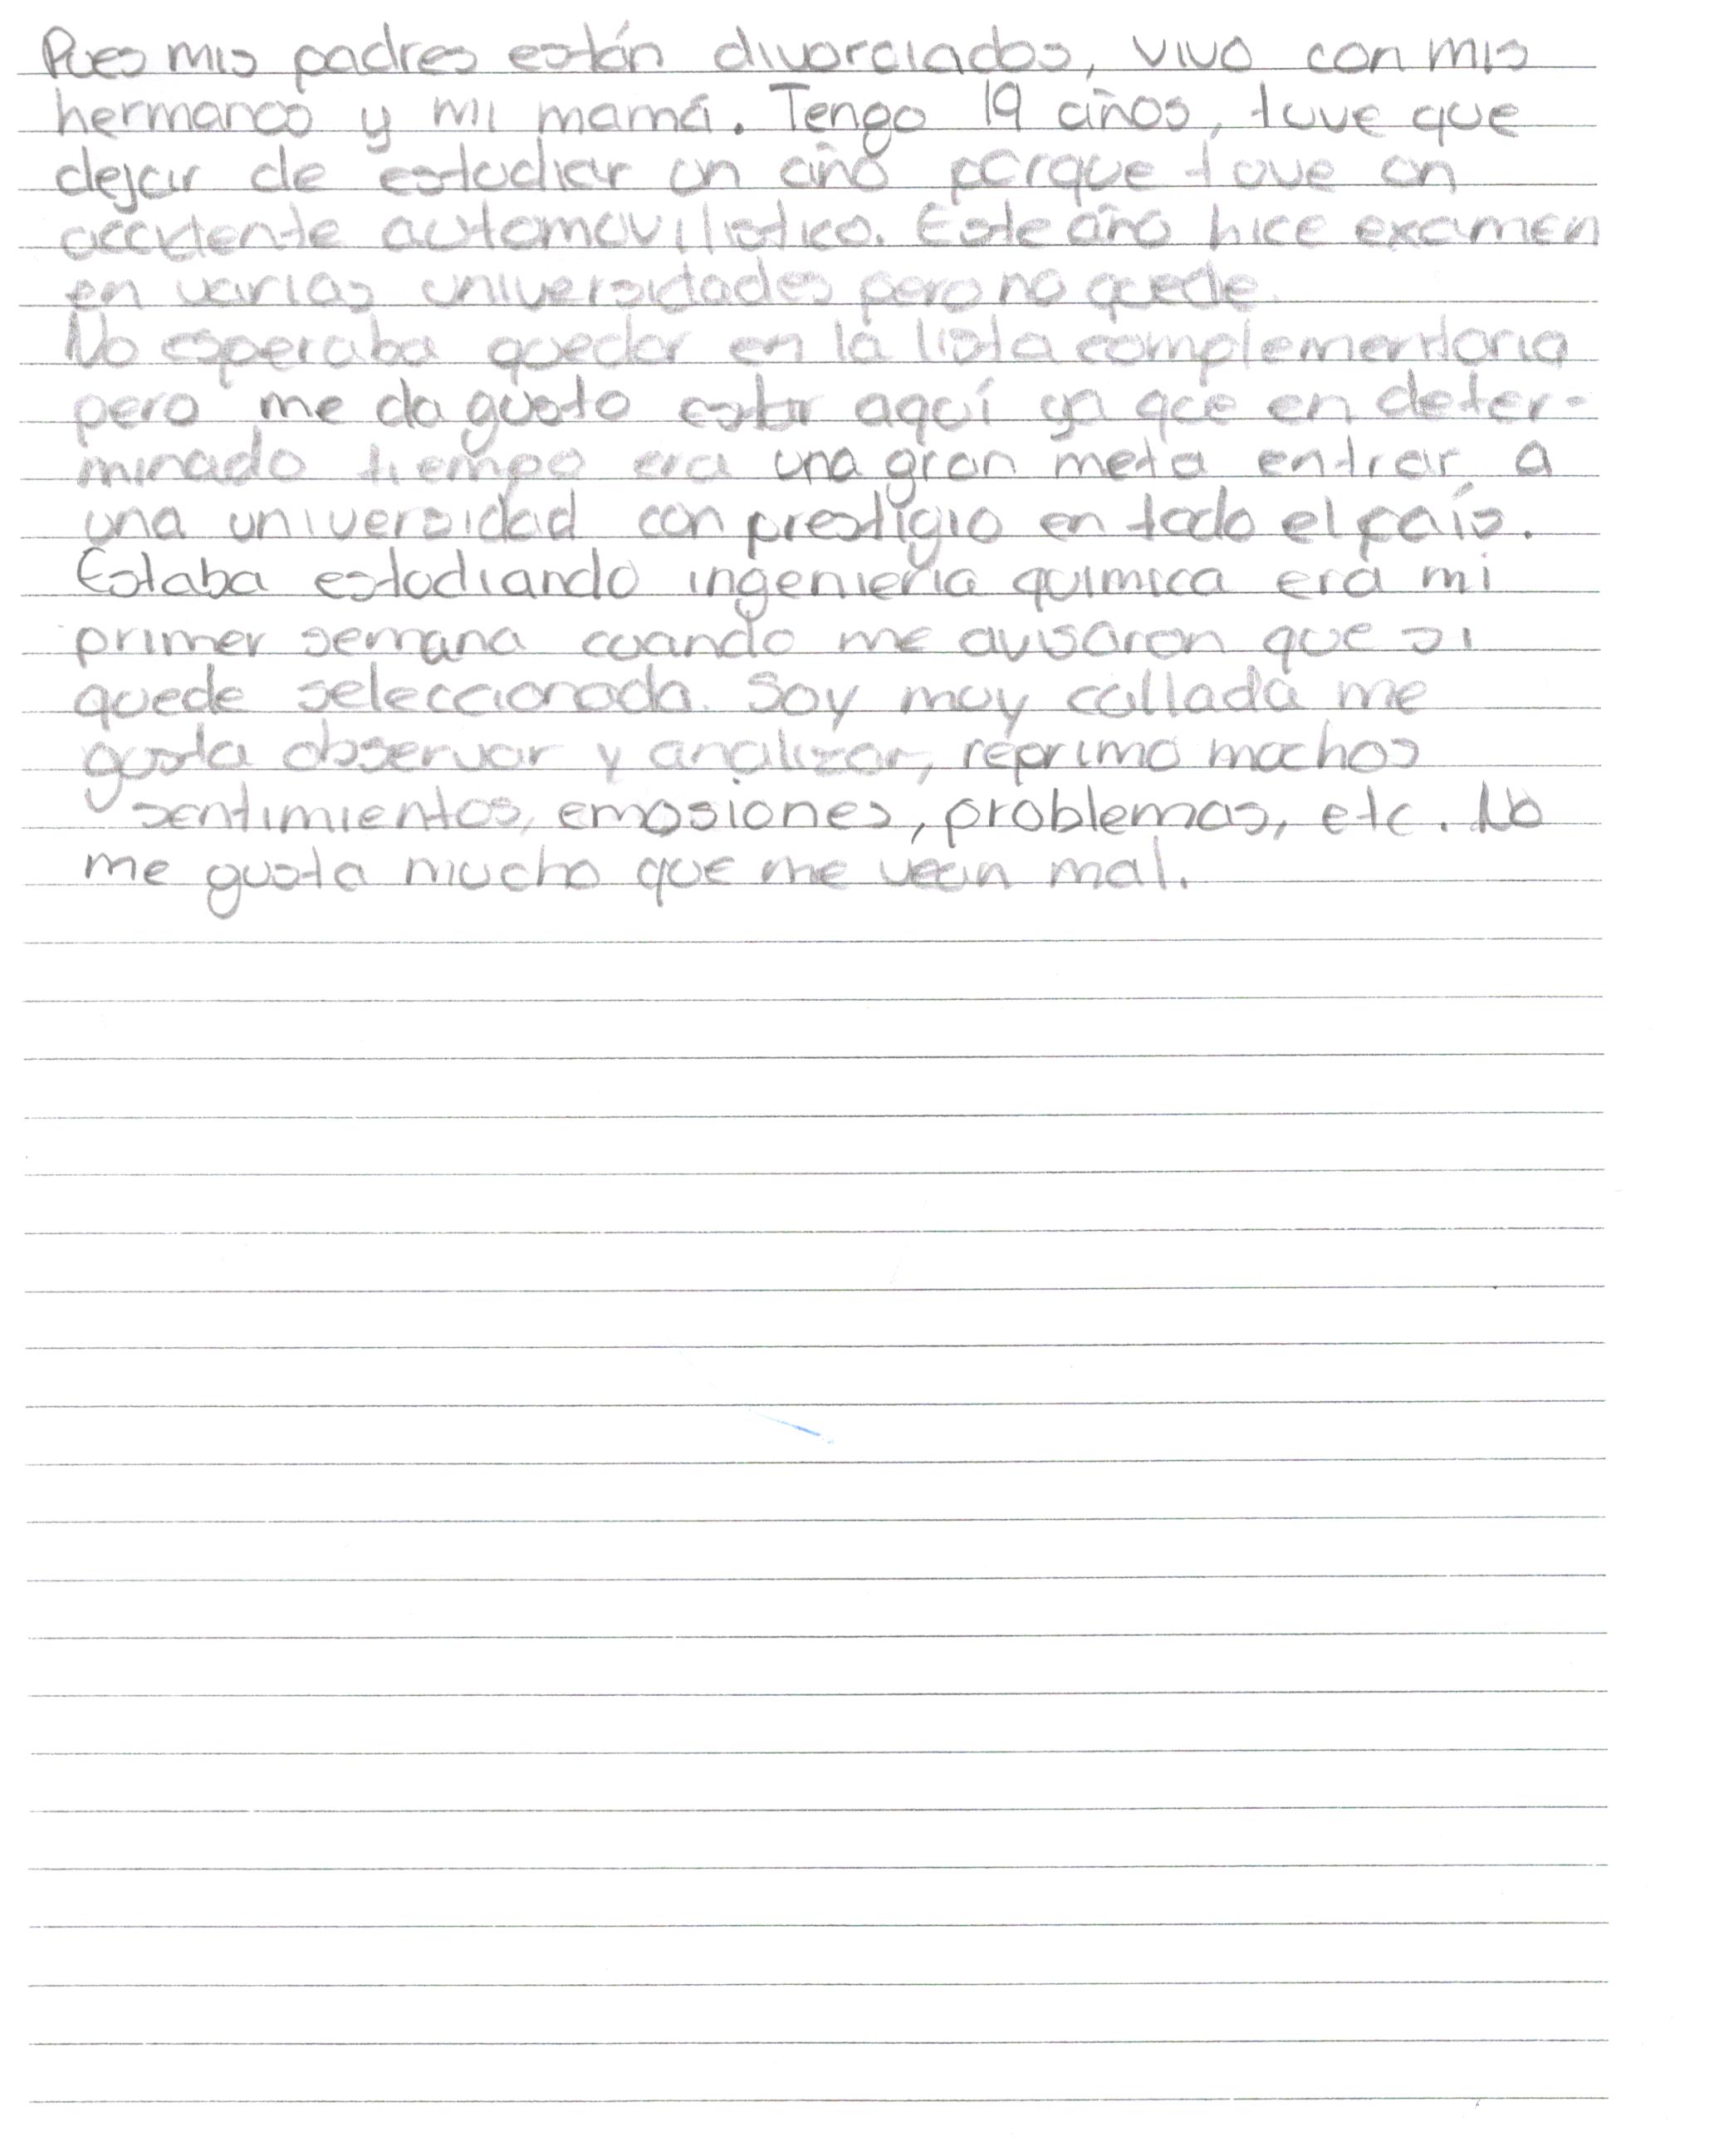 Pues mis padres están divorciados, vivo con mis
hermanos y mi mamá. Tengo 19 años, tuve que
dejar de estudiar un año porque tuve un
accidente automovilistico. Este año hice examen
en varias universidades pero no quede.
No esperaba quedar en la lista complementaria
pero me da gusto estar aquí ya que en deter-
minado tiempo era una gran meta entrar a
una universidad con prestigio en todo el país.
Estaba estudiando ingeniería quimica era mi
primer semana cuando me avisaron que si
quede seleccionada. Soy muy callada me
gusta observar y analizar, reprimo muchos
sentimientos, emosiones, problemas, etc. No
me gusta mucho que me vean mal.